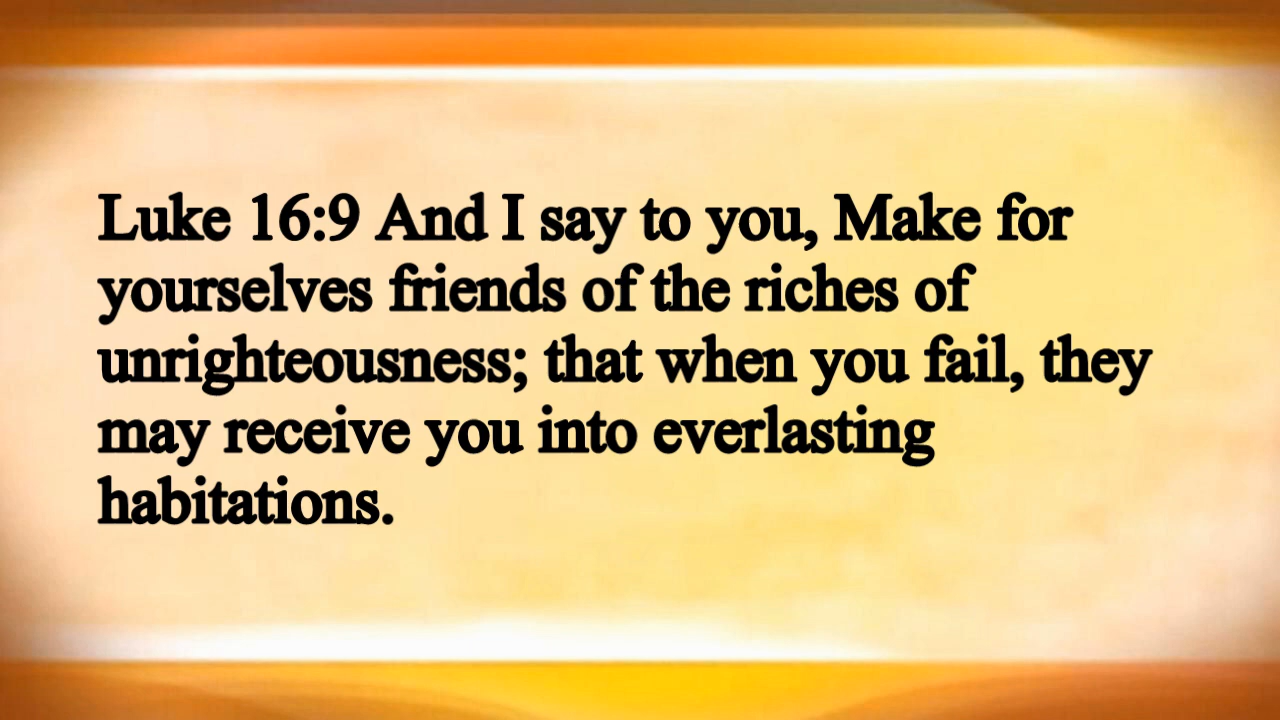 Luke 16:9 And I say to you, Make for
yourselves friends of the riches of
unrighteousness; that when you fail, they
may receive you into everlasting
habitations.